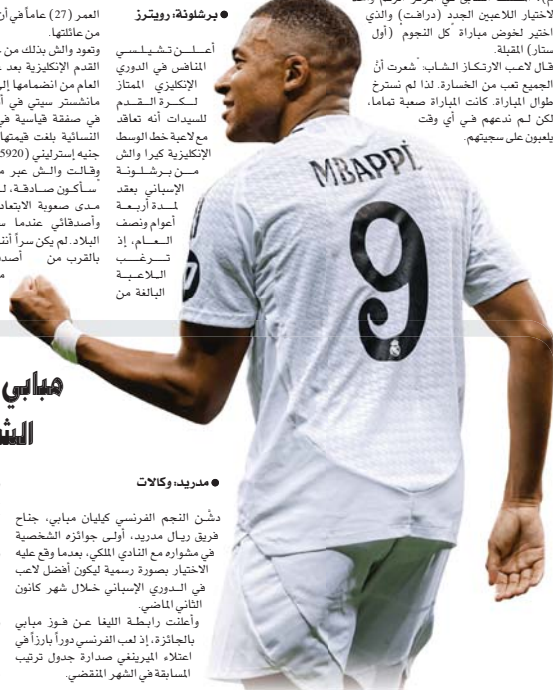 لاختيار اللاعبين الجدد (درافت) والذي
اختير لخوض مباراة "كل النجوم" (أول
ستار) المقبلة.
قال لاعب الارتكاز الشاب: "شعرت أنّ
الجميع تعب من الخسارة. لذا لم نسترخ
طوال المباراة. كانت المباراة صعبة تماما،
لكن لم ندعهم في أي وقت
يلعبون على سجيتهم.
● برشلونة: رويترز
أعلن تشيلسي
المنافس في الدوري
الإنكليزي الممتاز
لكرة القدم
للسيدات أنه تعاقد
مع لاعبة خط الوسط
الإنكليزية كيرا والش
من برشلونة
الإسباني بعقد
لمدة أربعة
أعوام ونصف
العام، إذ
ترغب
اللاعبة
البالغة من
العمر (27) عاماً في أن
من عائلتها.
وتعود والش بذلك من
القدم الإنكليزية بعد
العام من انضمامها إلى
مانشستر سيتي في
في صفقة قياسية في
النسائية بلغت قيمتها
جنيه إسترليني (5920
وقالت والش عبر
"سأكون صادقة،
مدى صعوبة الابتعاد
وأصدقائي عندما
البلاد. لم يكن سراً أنني
بالقرب من
MBAPPÉ
9
مبابي
● مدريد: وكالات
دشّن النجم الفرنسي كيليان مبابي، جناح
فريق ريال مدريد، أولى جوائزه الشخصية
في مشواره مع النادي الملكي، بعدما وقع عليه
الاختيار بصورة رسمية ليكون أفضل لاعب
في الدوري الإسباني خلال شهر كانون
الثاني الماضي.
وأعلنت رابطة الليغا عن فوز مبابي
بالجائزة، إذ لعب الفرنسي دوراً بارزاً في
اعتلاء الميرينغي صدارة جدول ترتيب
المسابقة في الشهر المنقضي.